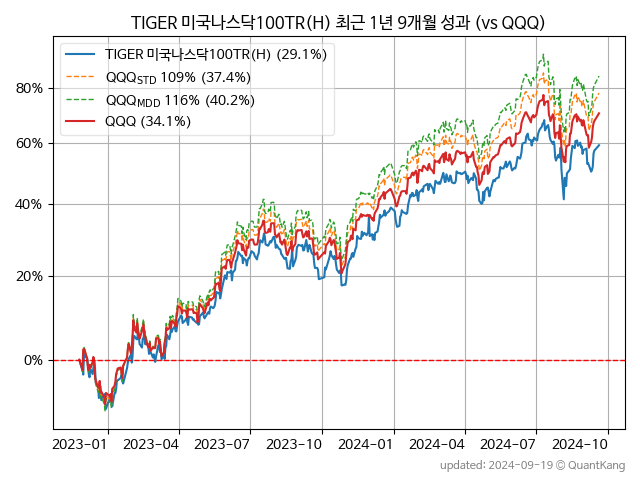 TIGER 미국나스닥100TR(H) 최근 1년 9개월 성과 (vs QQQ)
TIGER 미국나스닥100TR(H) (29.1%)
QQQSTD 109% (37.4%)
QQQMDD 116% (40.2%)
QQQ (34.1%)
80%
60%
40%
20%
0%
2023-01 2023-04 2023-07 2023-10 2024-01 2024-04 2024-07 2024-10
updated: 2024-09-19 © QuantKang